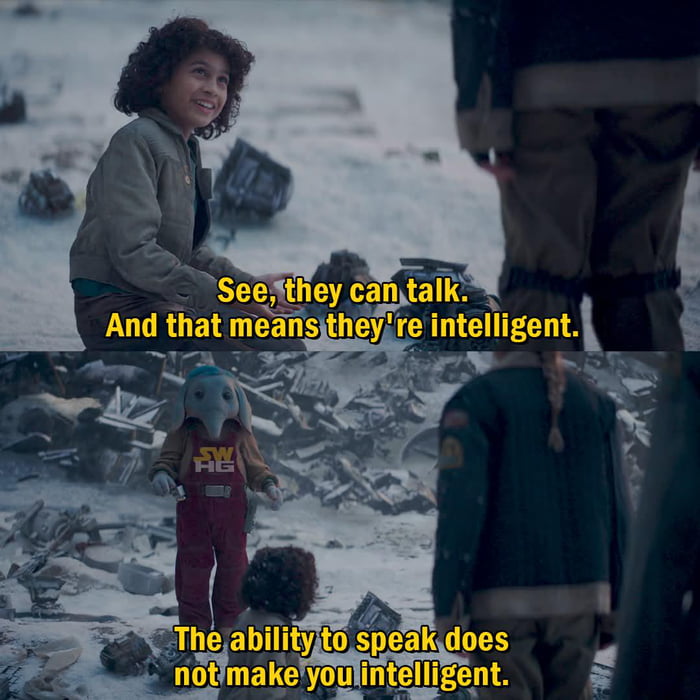 See, they can talk.
And that means they're intelligent.
SW
HG
The ability to speak does
not make you intelligent.